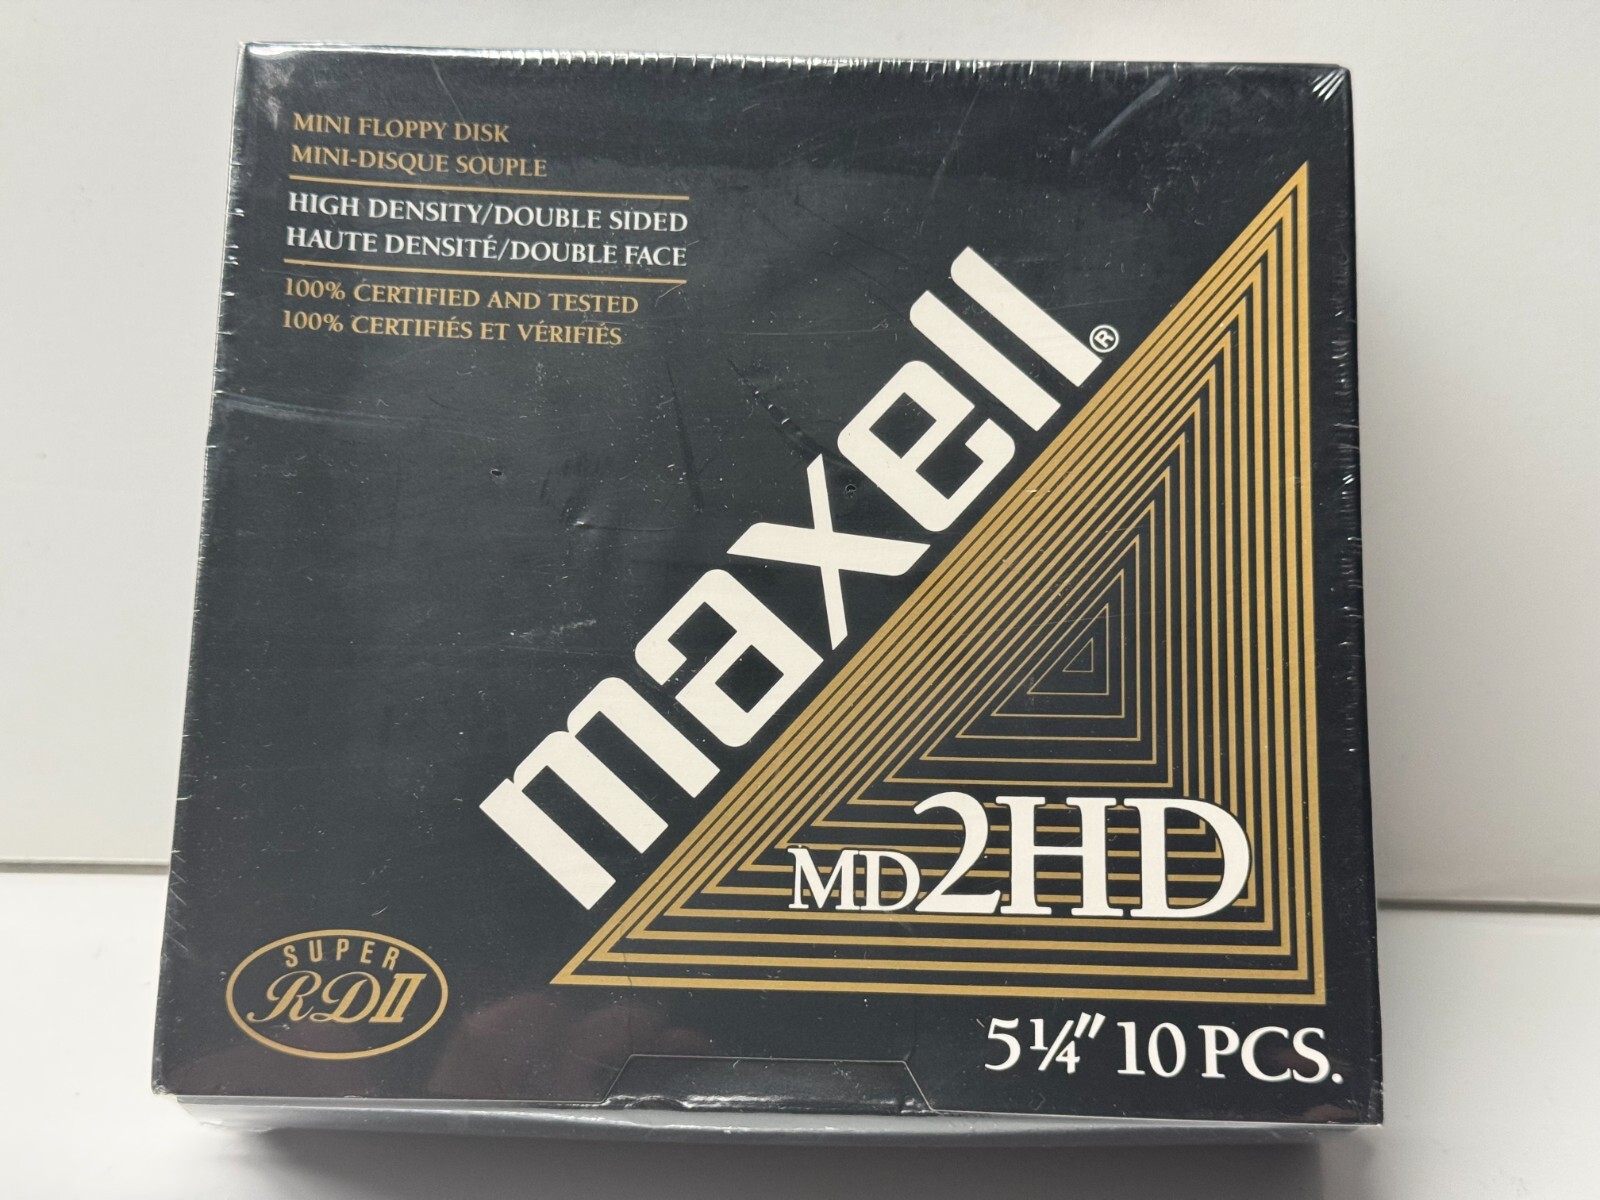 MINI FLOPPY DISK
MINI-DISQUE SOUPLE
HIGH DENSITY/DOUBLE SIDED
HAUTE DENSITÉ/DOUBLE FACE
100% CERTIFIED AND TESTED
100% CERTIFIÉS ET VÉRIFIÉS
maxell®
MD2HD
SUPER
RDII
5¼" 10 PCS.